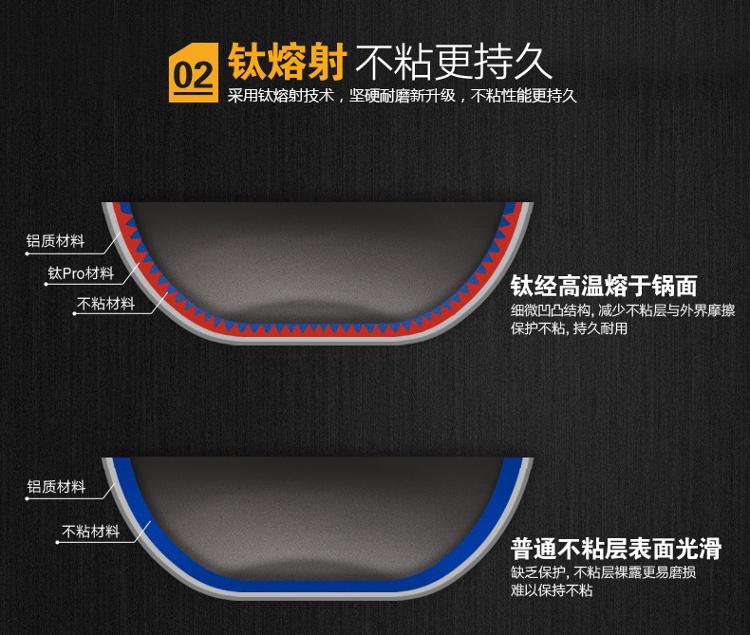 02
钛熔射 不粘更持久
采用钛熔射技术，坚硬耐磨新升级，不粘性能更持久
铝质材料
钛Pro材料
不粘材料
钛经高温熔于锅面
细微凹凸结构, 减少不粘层与外界摩擦
保护不粘, 持久耐用
铝质材料
不粘材料
普通不粘层表面光滑
缺乏保护, 不粘层裸露更易磨损
难以保持不粘